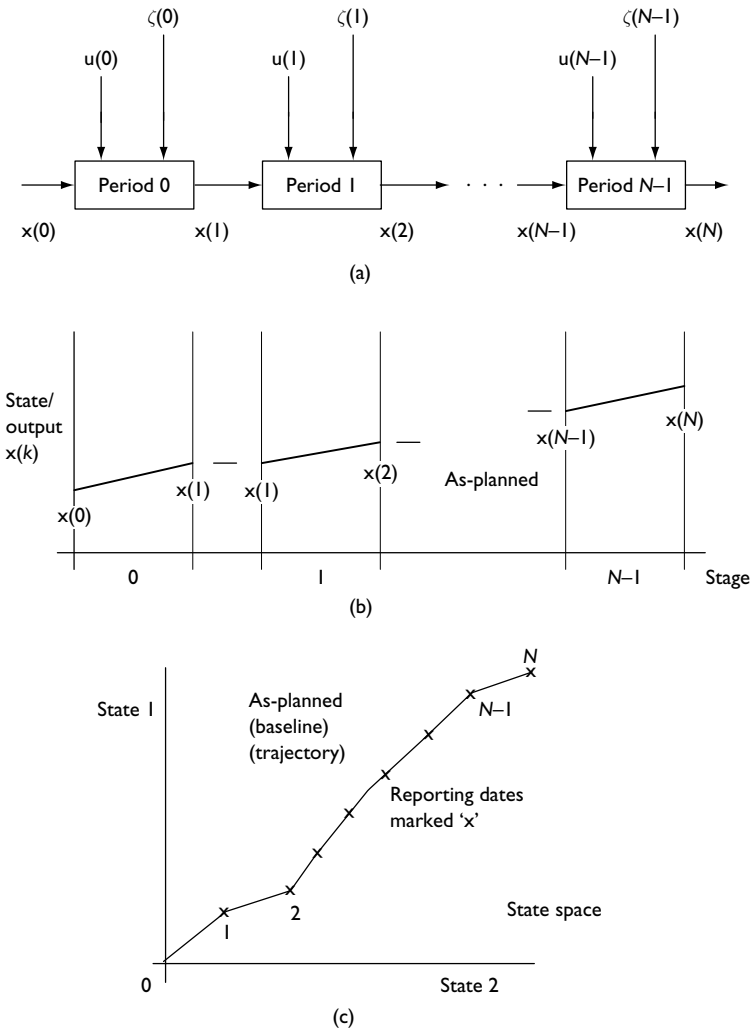 ζ(0) ζ(1) ζ(N–1)
u(0) u(1) u(N–1)
Period 0 Period 1 · · · Period N–1
x(0) x(1) x(2) x(N–1) x(N)
(a)
State/
output
x(k)
x(0) x(1) x(1) x(2) x(N–1) x(N)
As-planned
0 1 N–1 Stage
(b)
N
State 1
As-planned
(baseline)
(trajectory)
N–1
Reporting dates
marked ‘x’
2
1
State space
0 State 2
(c)